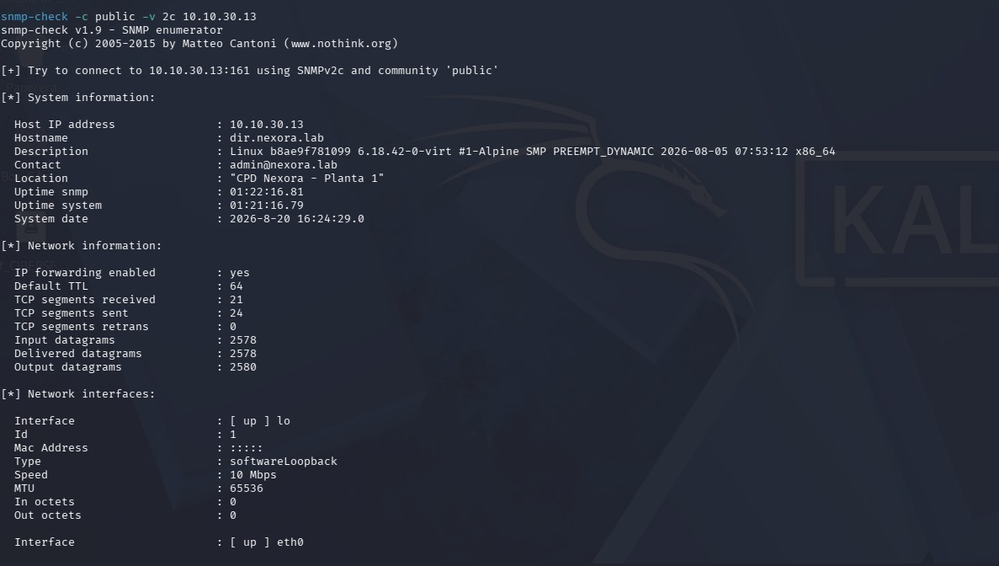 snmp-check -c public -v 2c 10.10.30.13
snmp-check v1.9 - SNMP enumerator
Copyright (c) 2005-2015 by Matteo Cantoni (www.nothink.org)
[+] Try to connect to 10.10.30.13:161 using SNMPv2c and community 'public'
[*] System information:
Host IP address : 10.10.30.13
Hostname : dir.nexora.lab
Description : Linux b8ae9f781099 6.18.42-0-virt #1-Alpine SMP PREEMPT_DYNAMIC 2026-08-05 07:53:12 x86_64
Contact : admin@nexora.lab
Location : "CPD Nexora - Planta 1"
Uptime snmp : 01:22:16.81
Uptime system : 01:21:16.79
System date : 2026-8-20 16:24:29.0
[*] Network information:
IP forwarding enabled : yes
Default TTL : 64
TCP segments received : 21
TCP segments sent : 24
TCP segments retrans : 0
Input datagrams : 2578
Delivered datagrams : 2578
Output datagrams : 2580
[*] Network interfaces:
Interface : [ up ] lo
Id : 1
Mac Address : :::::
Type : softwareLoopback
Speed : 10 Mbps
MTU : 65536
In octets : 0
Out octets : 0
Interface : [ up ] eth0
KAL